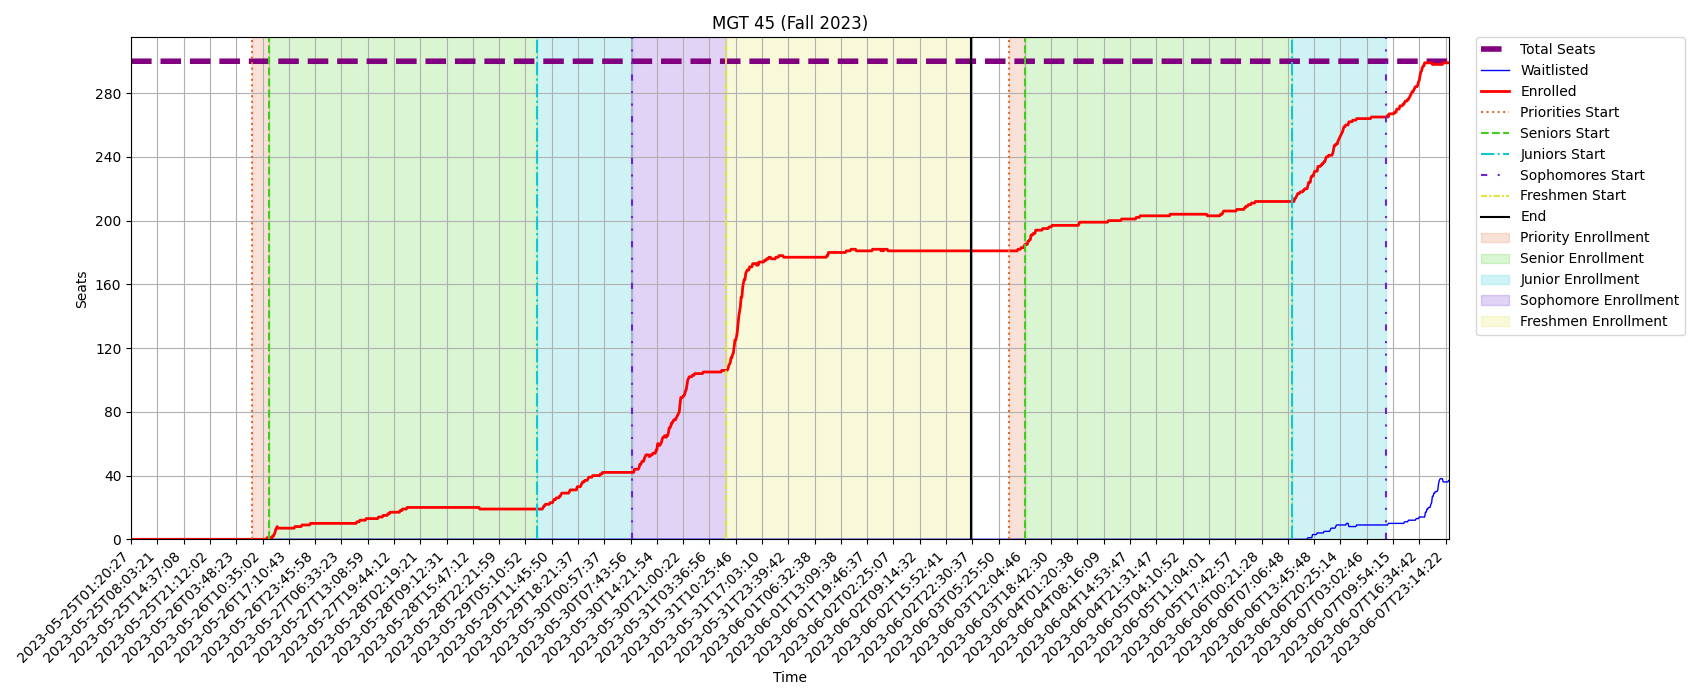 MGT 45 (Fall 2023)
Seats
280
240
200
160
120
80
40
0
2023-05-25T01:20:27
2023-05-25T08:03:21
2023-05-25T14:37:08
2023-05-25T21:12:02
2023-05-26T03:48:23
2023-05-26T10:35:02
2023-05-26T17:10:43
2023-05-26T23:45:58
2023-05-27T06:33:23
2023-05-27T13:08:59
2023-05-27T19:44:12
2023-05-28T02:19:21
2023-05-28T09:12:31
2023-05-28T15:47:12
2023-05-28T22:21:59
2023-05-29T05:10:52
2023-05-29T11:45:50
2023-05-29T18:21:37
2023-05-30T00:57:37
2023-05-30T07:43:56
2023-05-30T14:21:54
2023-05-30T21:00:22
2023-05-31T03:36:56
2023-05-31T10:25:46
2023-05-31T17:03:10
2023-05-31T23:39:42
2023-06-01T06:32:38
2023-06-01T13:09:38
2023-06-01T19:46:37
2023-06-02T02:25:07
2023-06-02T09:14:32
2023-06-02T15:52:41
2023-06-02T22:30:37
2023-06-03T05:25:50
2023-06-03T12:04:46
2023-06-03T18:42:30
2023-06-04T01:20:38
2023-06-04T08:16:09
2023-06-04T14:53:47
2023-06-04T21:31:47
2023-06-05T04:10:52
2023-06-05T11:04:01
2023-06-05T17:42:57
2023-06-06T00:21:28
2023-06-06T07:06:48
2023-06-06T13:45:48
2023-06-06T20:25:14
2023-06-07T03:02:46
2023-06-07T09:54:15
2023-06-07T16:34:42
2023-06-07T23:14:22
Time
Total Seats
Waitlisted
Enrolled
Priorities Start
Seniors Start
Juniors Start
Sophomores Start
Freshmen Start
End
Priority Enrollment
Senior Enrollment
Junior Enrollment
Sophomore Enrollment
Freshmen Enrollment